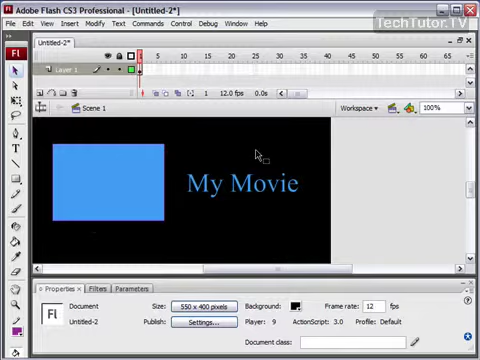 Adobe Flash CS3 Professional - [Untitled-2*]
TechTutor.TV
File Edit View Insert Modify Text Commands Control Debug Window Help
Untitled-2*
1 5 10 15 20 25 30 35 40 45 50 55 60 65
Layer 1
1 12.0 fps 0.0s
Scene 1 Workspace 100%
My Movie
Properties Filters Parameters
Document Size: 550 x 400 pixels Background: Frame rate: 12 fps
Untitled-2 Publish: Settings... Player: 9 ActionScript: 3.0 Profile: Default
Document class:
Fl
Fl